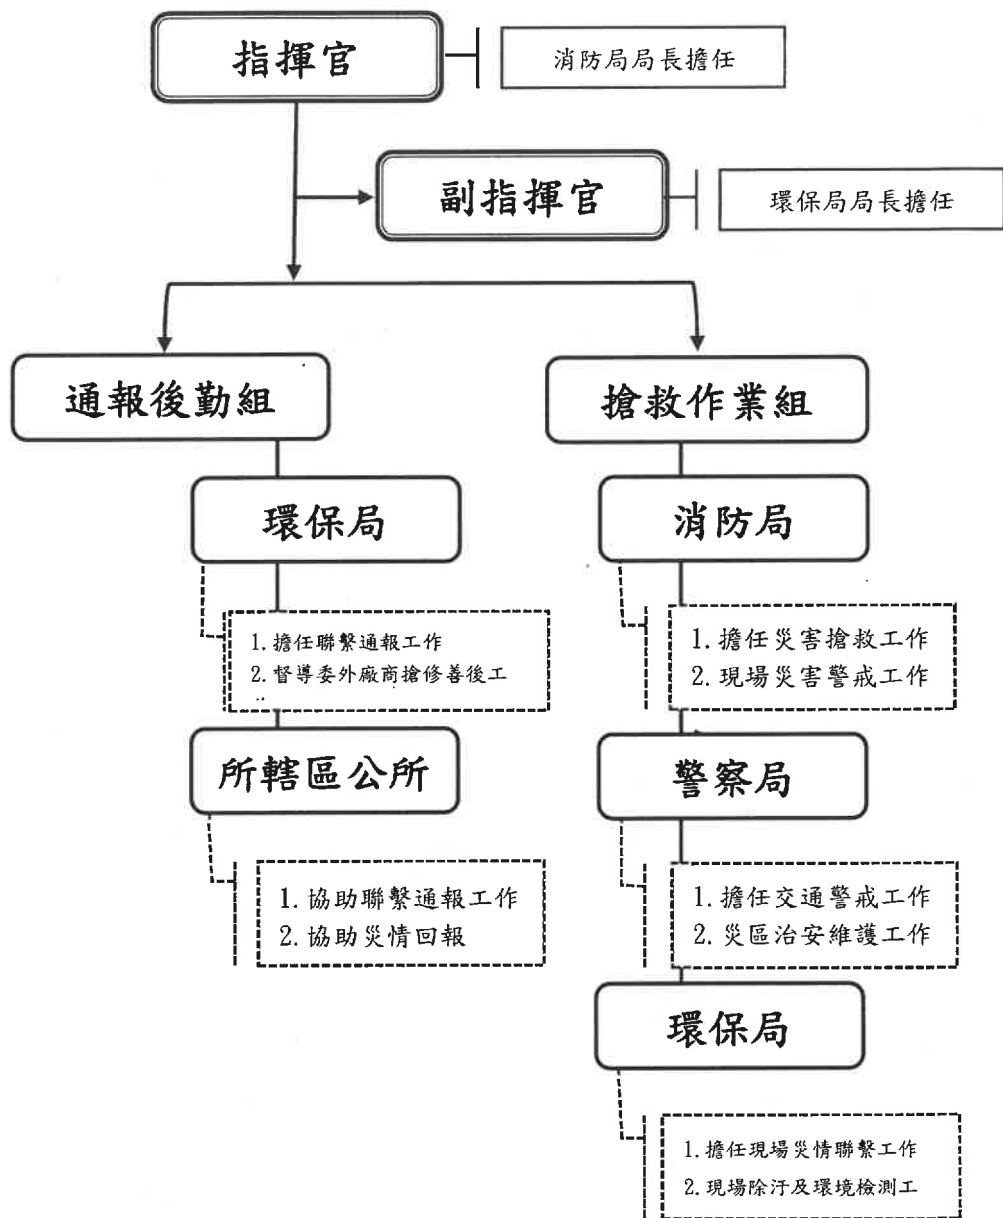 指揮官
消防局局長擔任
副指揮官
環保局局長擔任
通報後勤組
搶救作業組
環保局
消防局
1. 擔任聯繫通報工作
2. 督導委外廠商搶修善後工
1. 擔任災害搶救工作
2. 現場災害警戒工作
所轄區公所
警察局
1. 協助聯繫通報工作
2. 協助災情回報
1. 擔任交通警戒工作
2. 災區治安維護工作
環保局
1. 擔任現場災情聯繫工作
2. 現場除汙及環境檢測工